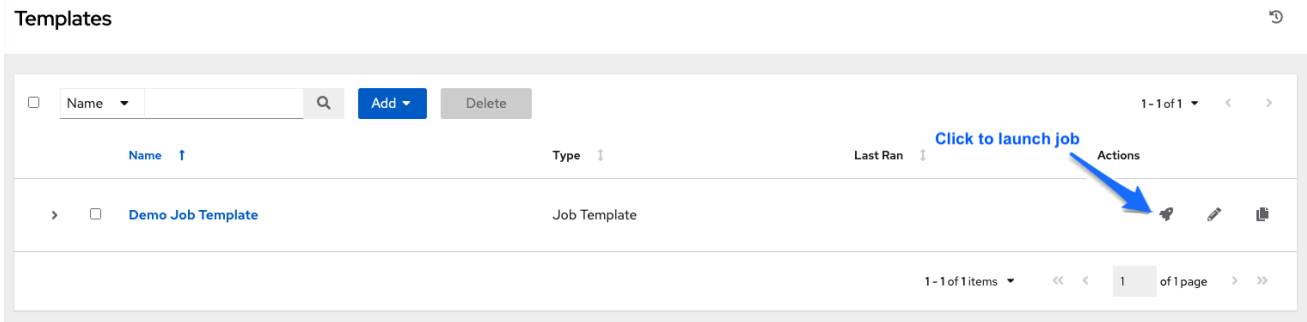 Templates
Name
Add
Delete
1 - 1 of 1
Click to launch job
Name
Type
Last Ran
Actions
Demo Job Template
Job Template
1 - 1 of 1 items
1
of 1 page